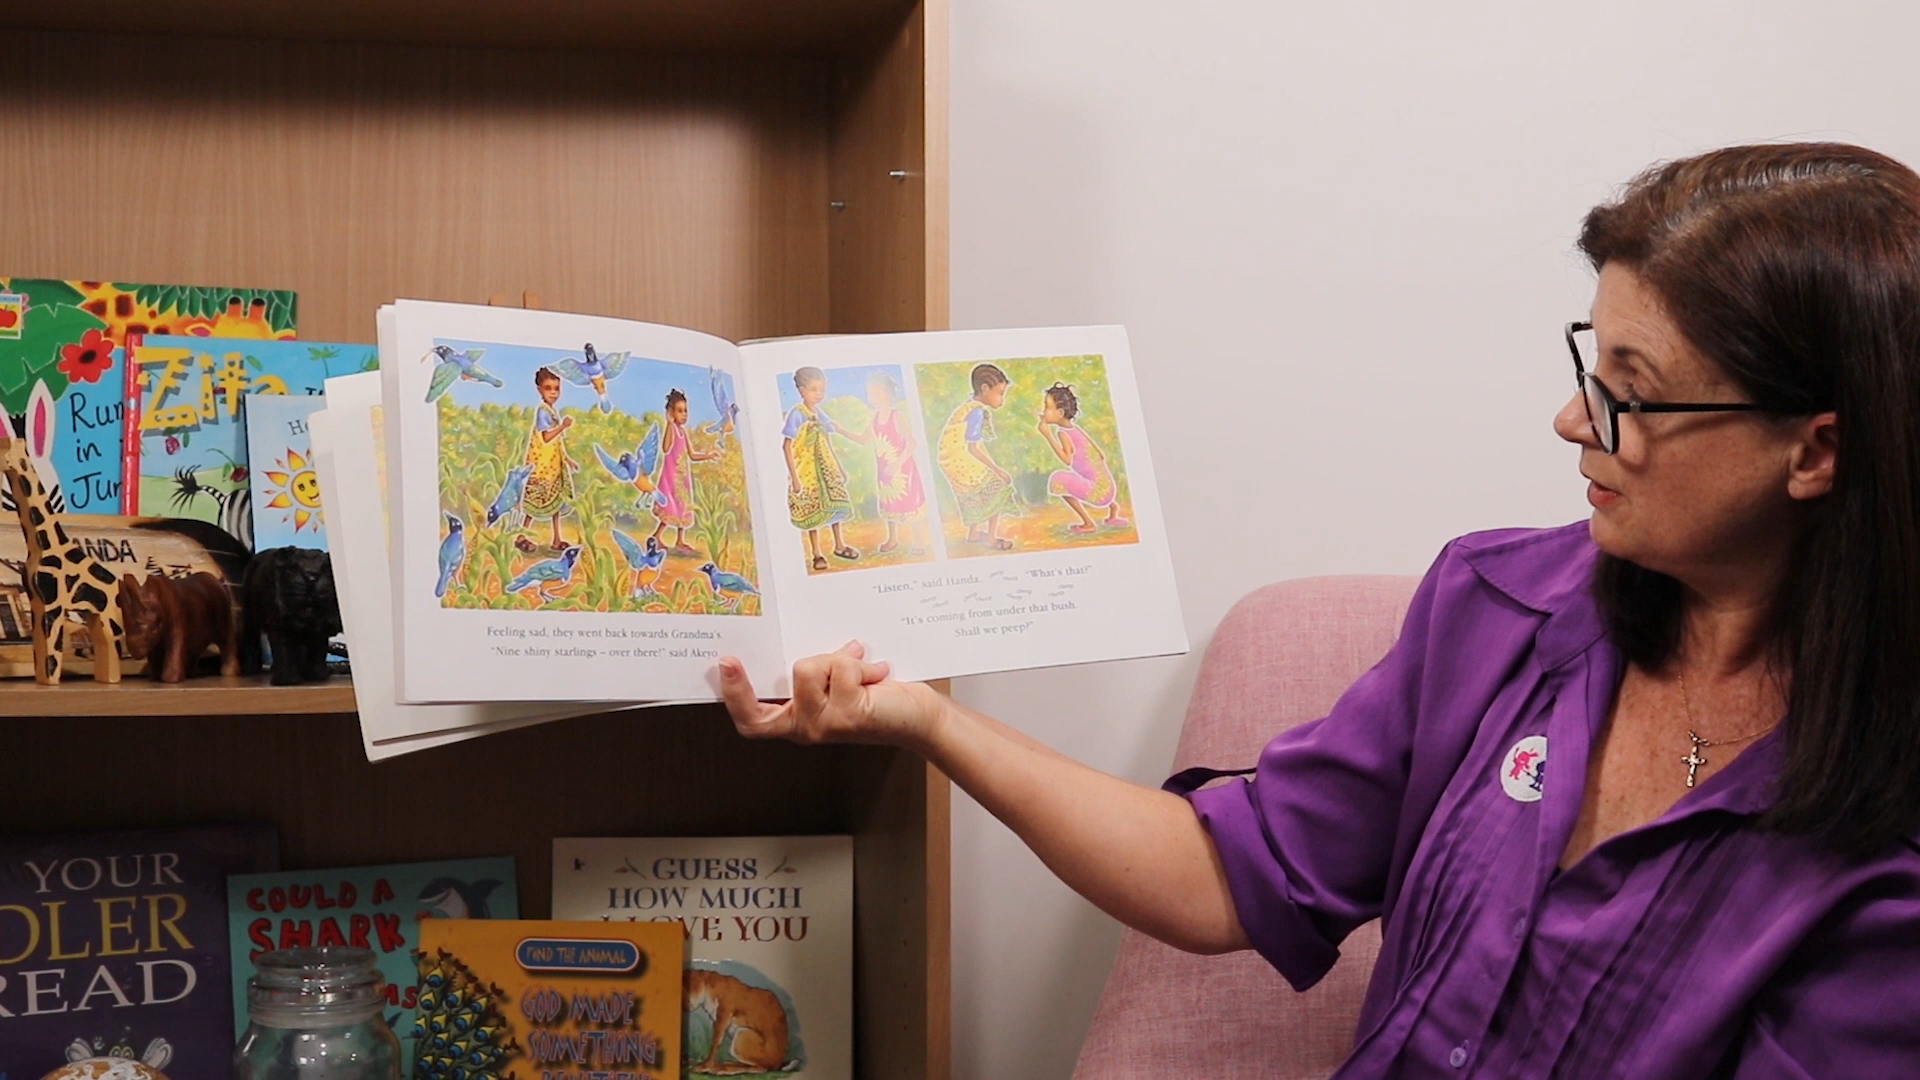 Run
in
Jun
Zita
H
ANDA
Feeling sad, they went back towards Grandma's.
"Nine shiny starlings – over there!" said Akeyo.
"Listen," said Handa.
"What's that?"
"It's coming from under that bush.
Shall we peep?"
YOUR
DLER
READ
COULD A
SHARK
MS
FIND THE ANIMAL
GOD MADE
SOMETHING
GUESS
HOW MUCH
I LOVE YOU